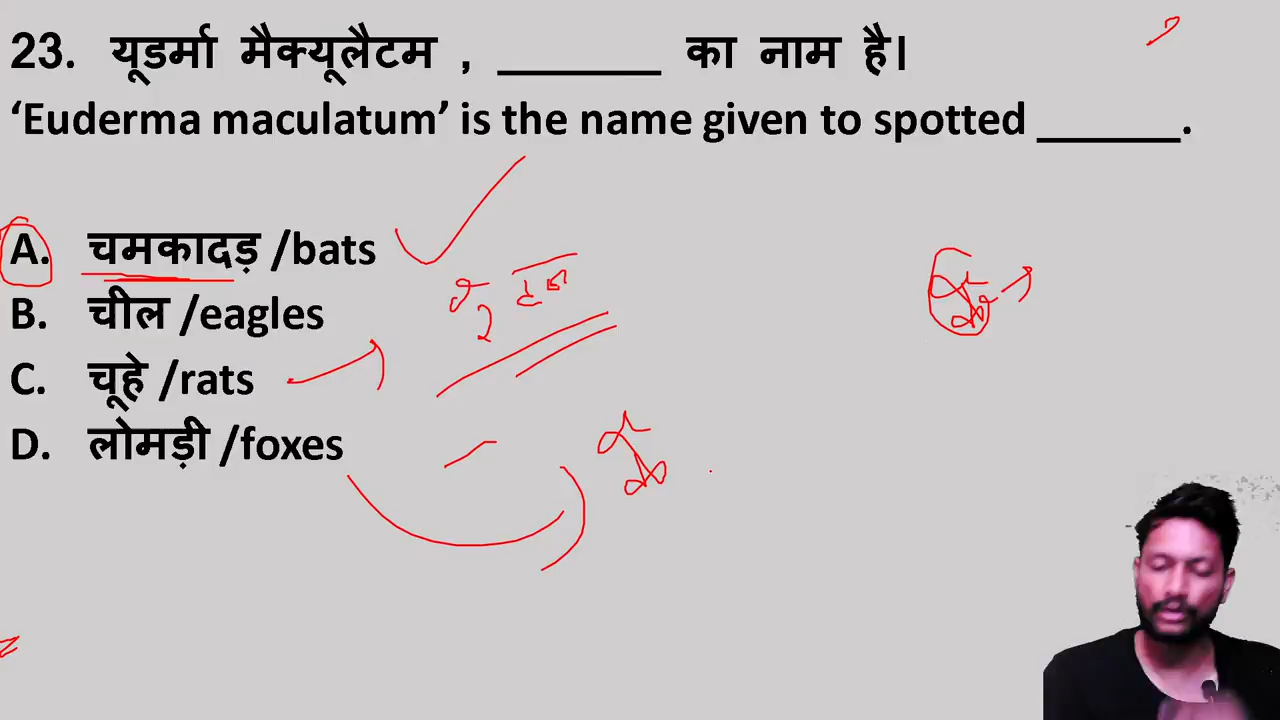 23. यूडर्मा मैक्यूलैटम , _______ का नाम है।
‘Euderma maculatum’ is the name given to spotted ______.
A. चमकादड़ /bats
B. चील /eagles
C. चूहे /rats
D. लोमड़ी /foxes